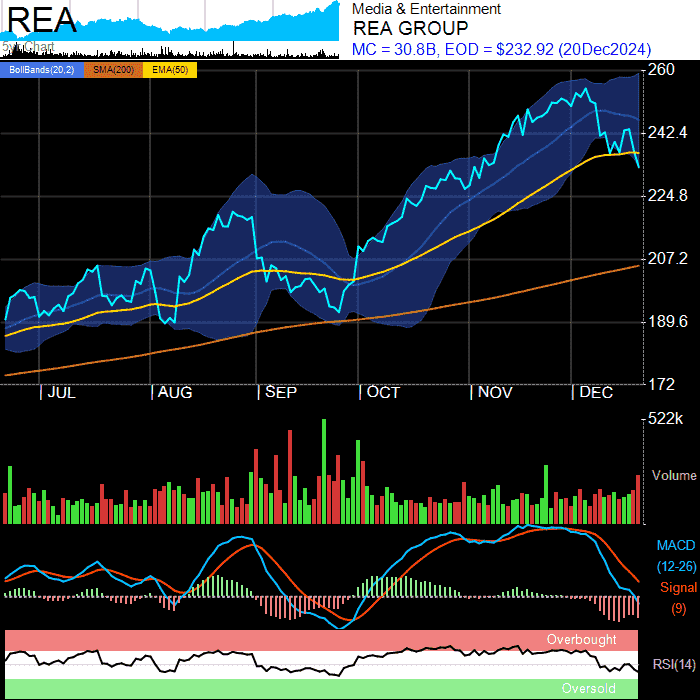 REA
5yr Chart
Media & Entertainment
REA GROUP
MC = 30.8B, EOD = $232.92 (20Dec2024)
BollBands(20,2) SMA(200) EMA(50)
260
242.4
224.8
207.2
189.6
172
| JUL | AUG | SEP | OCT | NOV | DEC
522k
Volume
MACD
(12-26)
Signal
(9)
Overbought
RSI(14)
Oversold